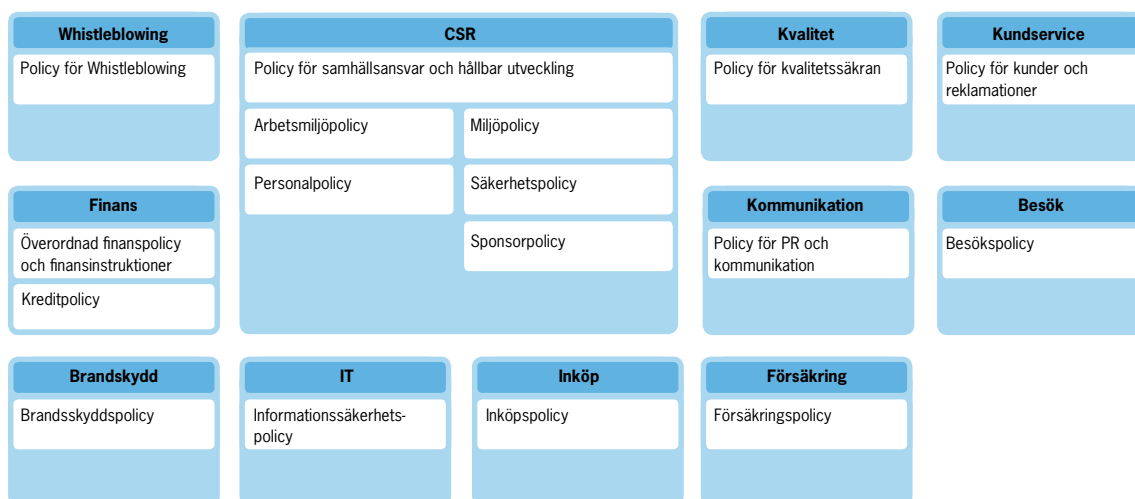 Whistleblowing
Policy för Whistleblowing
CSR
Policy för samhällsansvar och hållbar utveckling
Arbetsmiljöpolicy
Miljöpolicy
Personalpolicy
Säkerhetspolicy
Sponsorpolicy
Kvalitet
Policy för kvalitetssäkran
Kundservice
Policy för kunder och
reklamationer
Finans
Överordnad finanspolicy
och finansinstruktioner
Kreditpolicy
Kommunikation
Policy för PR och
kommunikation
Besök
Besökspolicy
Brandskydd
Brandsskyddspolicy
IT
Informationssäkerhets-
policy
Inköp
Inköpspolicy
Försäkring
Försäkringspolicy